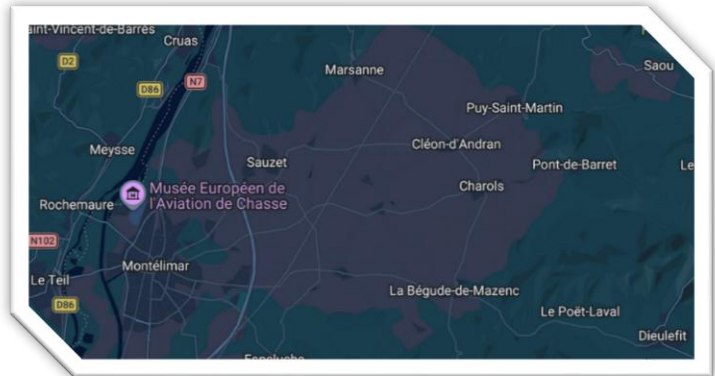 aint-Vincent-de-Barrès
Cruas
D2
N7
D86
Marsanne
Saou
Puy-Saint-Martin
Meysse
Sauzet
Cléon-d'Andran
Pont-de-Barret
Le
Charols
Musée Européen de
l'Aviation de Chasse
Rochemaure
N102
Montélimar
Le Teil
D86
La Bégude-de-Mazenc
Le Poët-Laval
Dieulefit
Espeluche